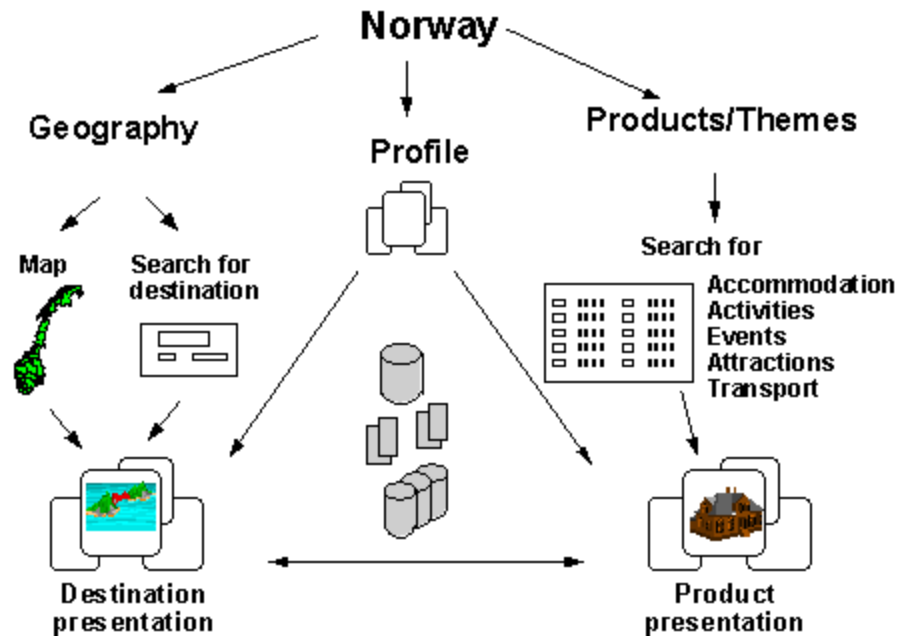 Norway
Geography
Profile
Products/Themes
Map
Search for
destination
Search for
Accommodation
Activities
Events
Attractions
Transport
Destination
presentation
Product
presentation